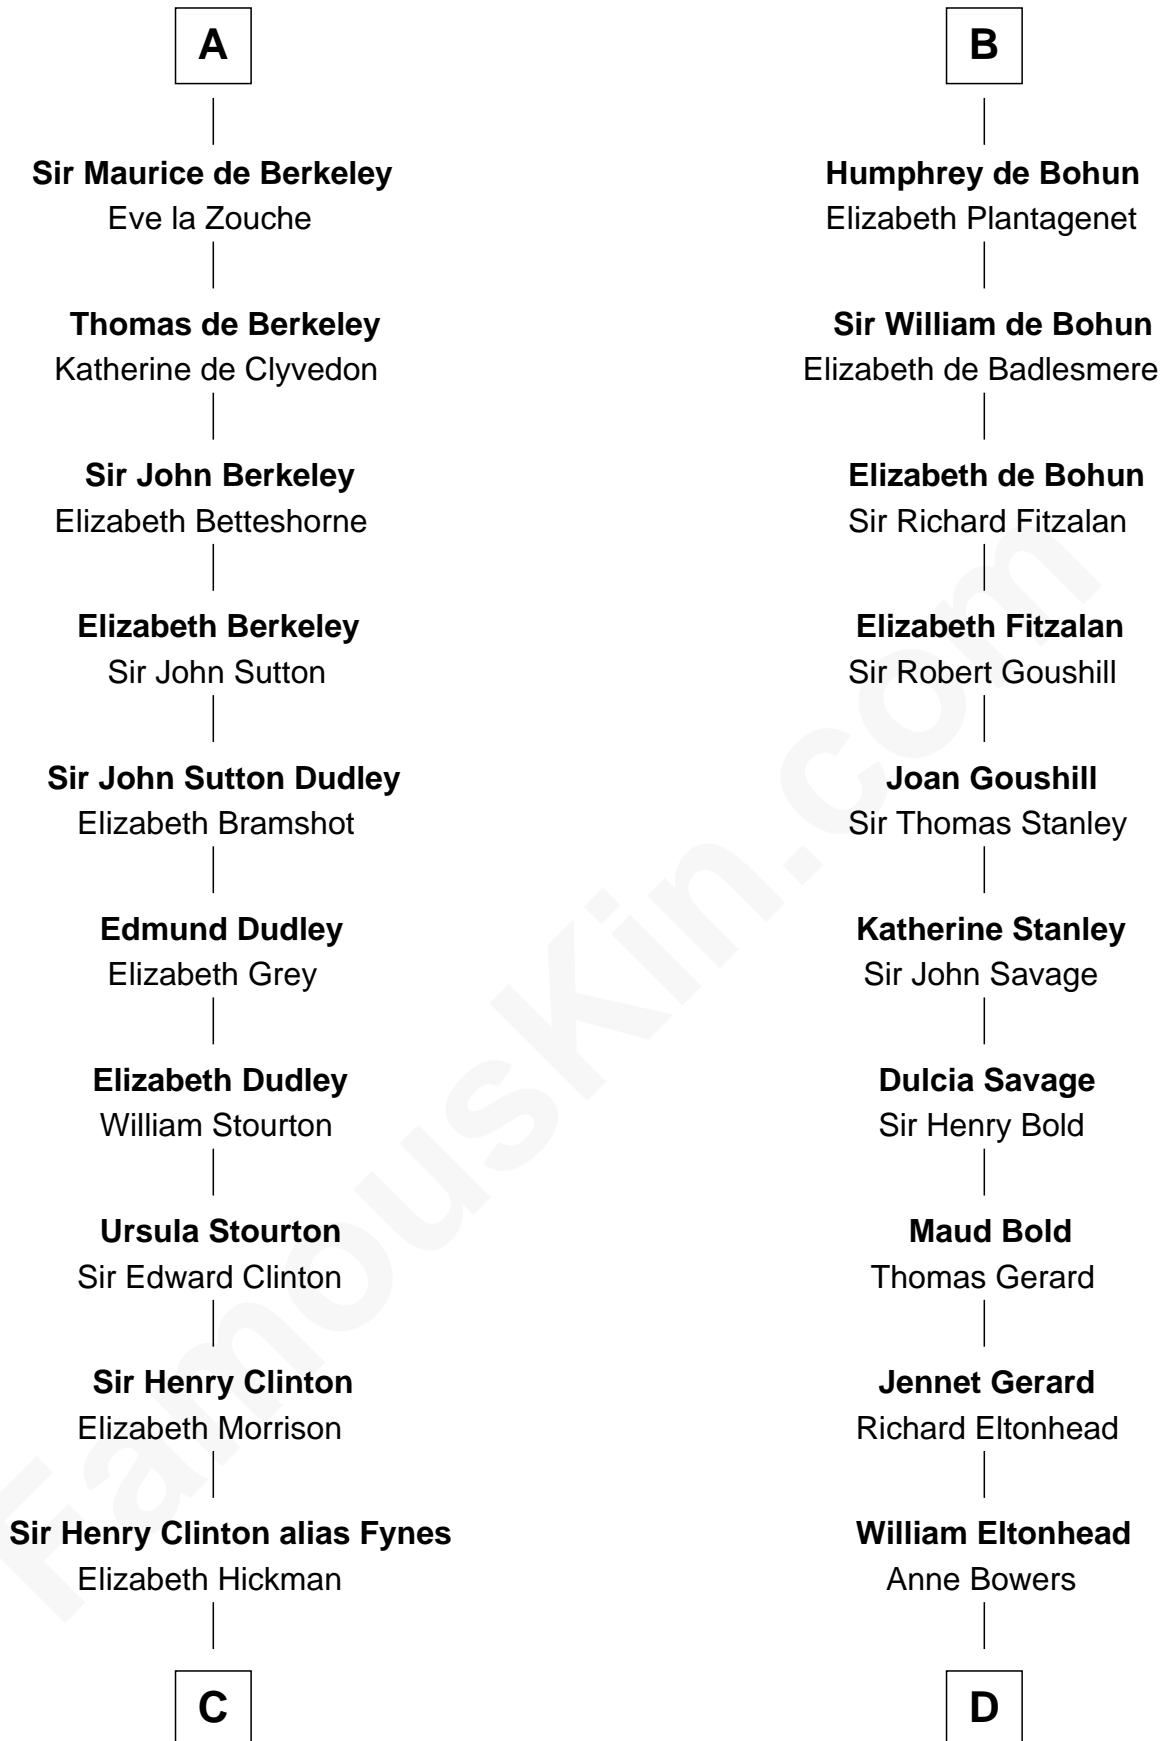 A
Sir Maurice de Berkeley
Eve la Zouche
Thomas de Berkeley
Katherine de Clyvedon
Sir John Berkeley
Elizabeth Betteshorne
Elizabeth Berkeley
Sir John Sutton
Sir John Sutton Dudley
Elizabeth Bramshot
Edmund Dudley
Elizabeth Grey
Elizabeth Dudley
William Stourton
Ursula Stourton
Sir Edward Clinton
Sir Henry Clinton
Elizabeth Morrison
Sir Henry Clinton alias Fynes
Elizabeth Hickman
C
B
Humphrey de Bohun
Elizabeth Plantagenet
Sir William de Bohun
Elizabeth de Badlesmere
Elizabeth de Bohun
Sir Richard Fitzalan
Elizabeth Fitzalan
Sir Robert Goushill
Joan Goushill
Sir Thomas Stanley
Katherine Stanley
Sir John Savage
Dulcia Savage
Sir Henry Bold
Maud Bold
Thomas Gerard
Jennet Gerard
Richard Eltonhead
William Eltonhead
Anne Bowers
D
FamousKin.com